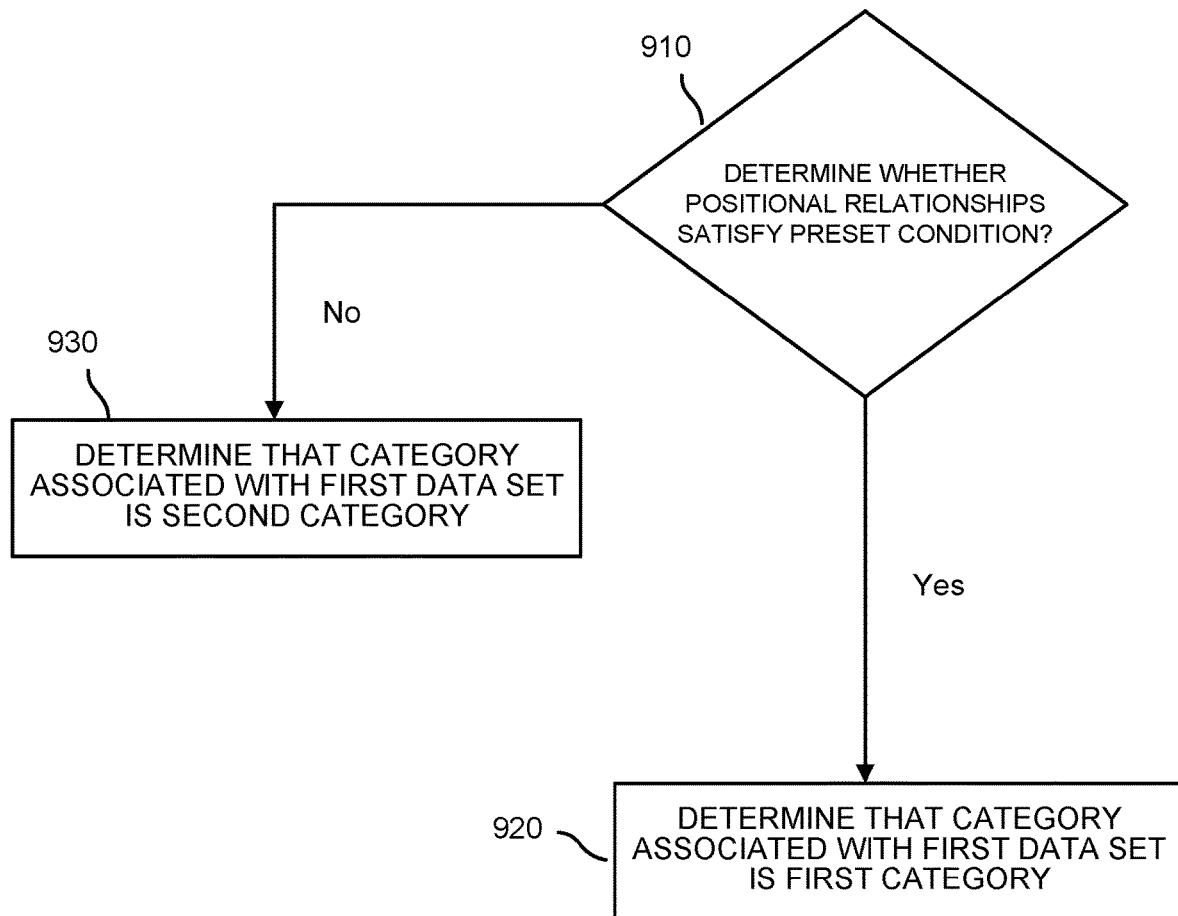 910
DETERMINE WHETHER
POSITIONAL RELATIONSHIPS
SATISFY PRESET CONDITION?
No
930
DETERMINE THAT CATEGORY
ASSOCIATED WITH FIRST DATA SET
IS SECOND CATEGORY
Yes
920
DETERMINE THAT CATEGORY
ASSOCIATED WITH FIRST DATA SET
IS FIRST CATEGORY